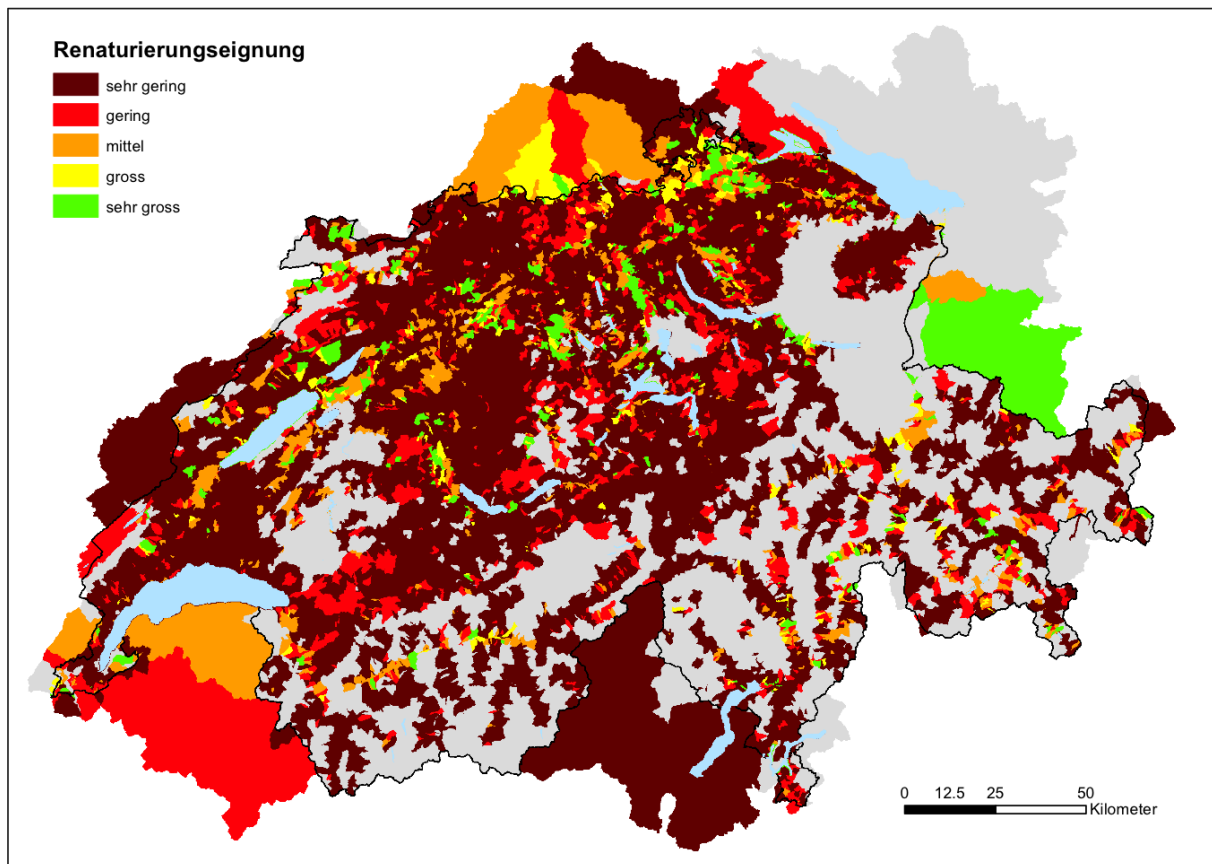 Renaturierungseignung
sehr gering
gering
mittel
gross
sehr gross
0 12.5 25 50
Kilometer